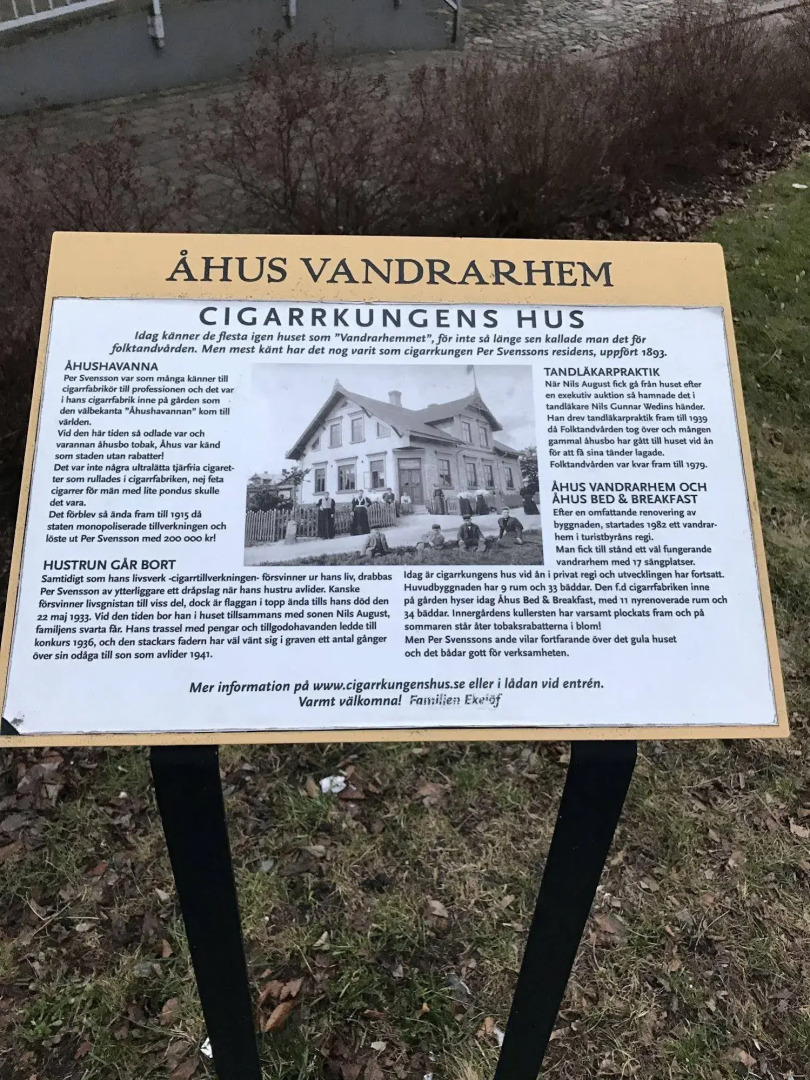 ÅHUS VANDRARHEM
CIGARRKUNGENS HUS
Idag känner de flesta igen huset som "Vandrarhemmet", för inte så länge sen kallade man det för
folktandvården. Men mest känt har det nog varit som cigarrkungen Per Svenssons residens, uppfört 1893.
ÅHUSHAVANNA
Per Svensson var som många känner till
cigarrfabrikör till professionen och det var
i hans cigarrfabrik inne på gården som
den välbekanta "Åhushavannan" kom till
världen.
Vid den här tiden så odlade var och
varannan åhusbo tobak, Åhus var känd
som staden utan rabatter!
Det var inte några ultralätta tjärfria cigaret-
ter som rullades i cigarrfabriken, nej feta
cigarrer för män med lite pondus skulle
det vara.
Det förblev så ända fram till 1915 då
staten monopoliserade tillverkningen och
löste ut Per Svensson med 200 000 kr!
HUSTRUN GÅR BORT
Samtidigt som hans livsverk -cigarrtillverkningen- försvinner ur hans liv, drabbas
Per Svensson av ytterliggare ett dråpslag när hans hustru avlider. Kanske
försvinner livsgnistan till viss del, dock är flaggan i topp ända tills hans död den
22 maj 1933. Vid den tiden bor han i huset tillsammans med sonen Nils August,
familjens svarta får. Hans trassel med pengar och tillgodohavanden ledde till
konkurs 1936, och den stackars fadern har väl vänt sig i graven ett antal gånger
över sin odåga till son som avlider 1941.
TANDLÄKARPRAKTIK
När Nils August fick gå från huset efter
en exekutiv auktion så hamnade det i
tandläkare Nils Gunnar Wedins händer.
Han drev tandläkarpraktik fram till 1939
då Folktandvården tog över och mången
gammal åhusbo har gått till huset vid ån
för att få sina tänder lagade.
Folktandvården var kvar fram till 1979.
ÅHUS VANDRARHEM OCH
ÅHUS BED & BREAKFAST
Efter en omfattande renovering av
byggnaden, startades 1982 ett vandrar-
hem i turistbyråns regi.
Man fick till stånd ett väl fungerande
vandrarhem med 17 sängplatser.
Idag är cigarrkungens hus vid ån i privat regi och utvecklingen har fortsatt.
Huvudbyggnaden har 9 rum och 33 bäddar. Den f.d cigarrfabriken inne
på gården hyser idag Åhus Bed & Breakfast, med 11 nyrenoverade rum och
34 bäddar. Innergårdens kullersten har varsamt plockats fram och på
sommaren står åter tobaksrabatterna i blom!
Men Per Svenssons ande vilar fortfarande över det gula huset
och det bådar gott för verksamheten.
Mer information på www.cigarrkungenshus.se eller i lådan vid entrén.
Varmt välkomna! Familjen Ekelöf